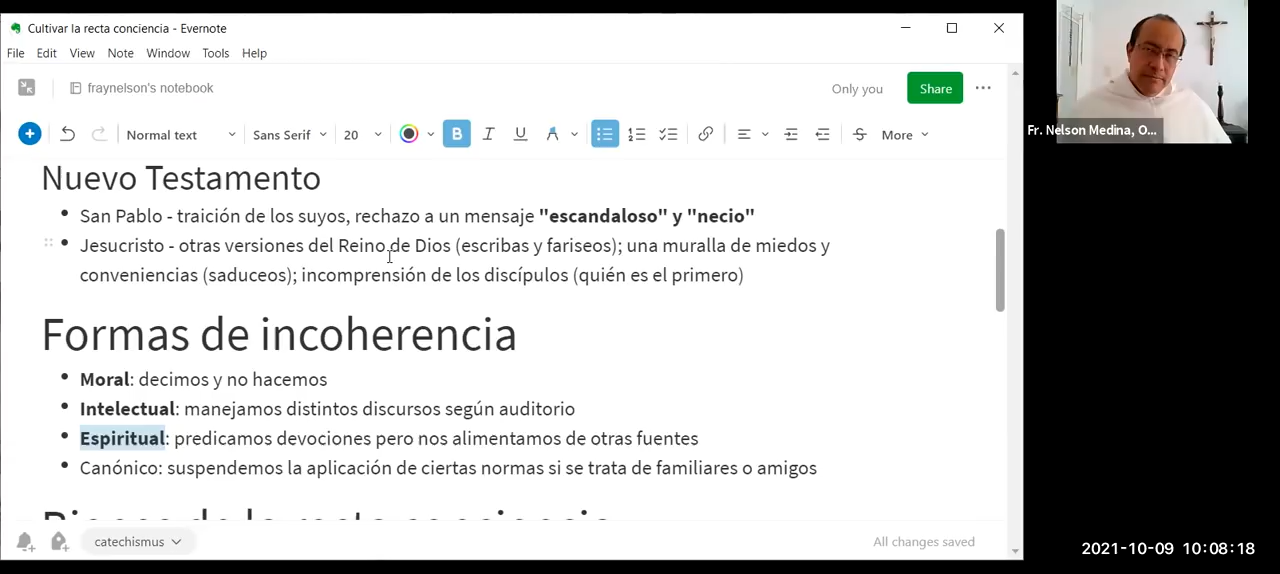 Cultivar la recta conciencia - Evernote
File Edit View Note Window Tools Help
fraynelson's notebook
Only you
Share
Normal text
Sans Serif
20
B I U
More
Nuevo Testamento
• San Pablo - traición de los suyos, rechazo a un mensaje "escandaloso" y "necio"
• Jesucristo - otras versiones del Reino de Dios (escribas y fariseos); una muralla de miedos y
conveniencias (saduceos); incomprensión de los discípulos (quién es el primero)
Formas de incoherencia
• Moral: decimos y no hacemos
• Intelectual: manejamos distintos discursos según auditorio
• Espiritual: predicamos devociones pero nos alimentamos de otras fuentes
• Canónico: suspendemos la aplicación de ciertas normas si se trata de familiares o amigos
de la recta conciencia
catechismus
All changes saved
Fr. Nelson Medina, O...
2021-10-09 10:08:18